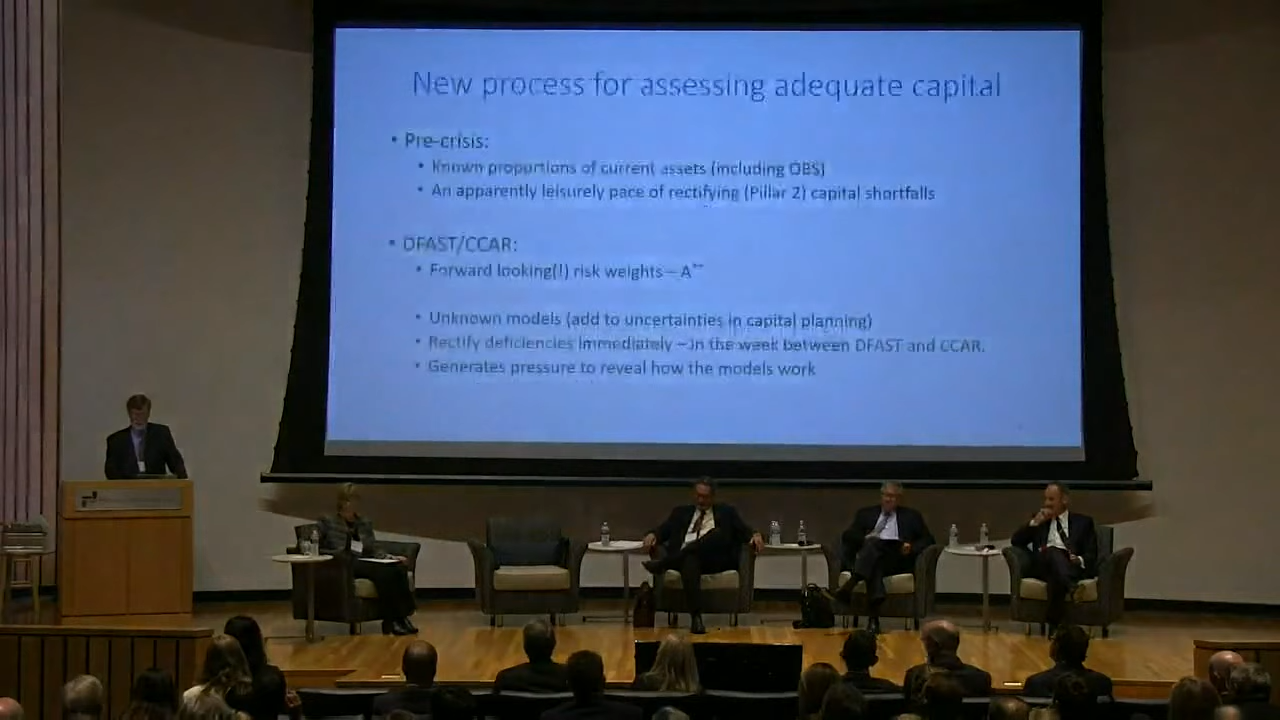 New process for assessing adequate capital
• Pre-crisis:
• Known proportions of current assets (including OBS)
• An apparently leisurely pace of rectifying (Pillar 2) capital shortfalls
• DFAST/CCAR:
• Forward looking(!) risk weights – A
• Unknown models (add to uncertainties in capital planning)
• Rectify deficiencies immediately – in the week between DFAST and CCAR.
• Generates pressure to reveal how the models work